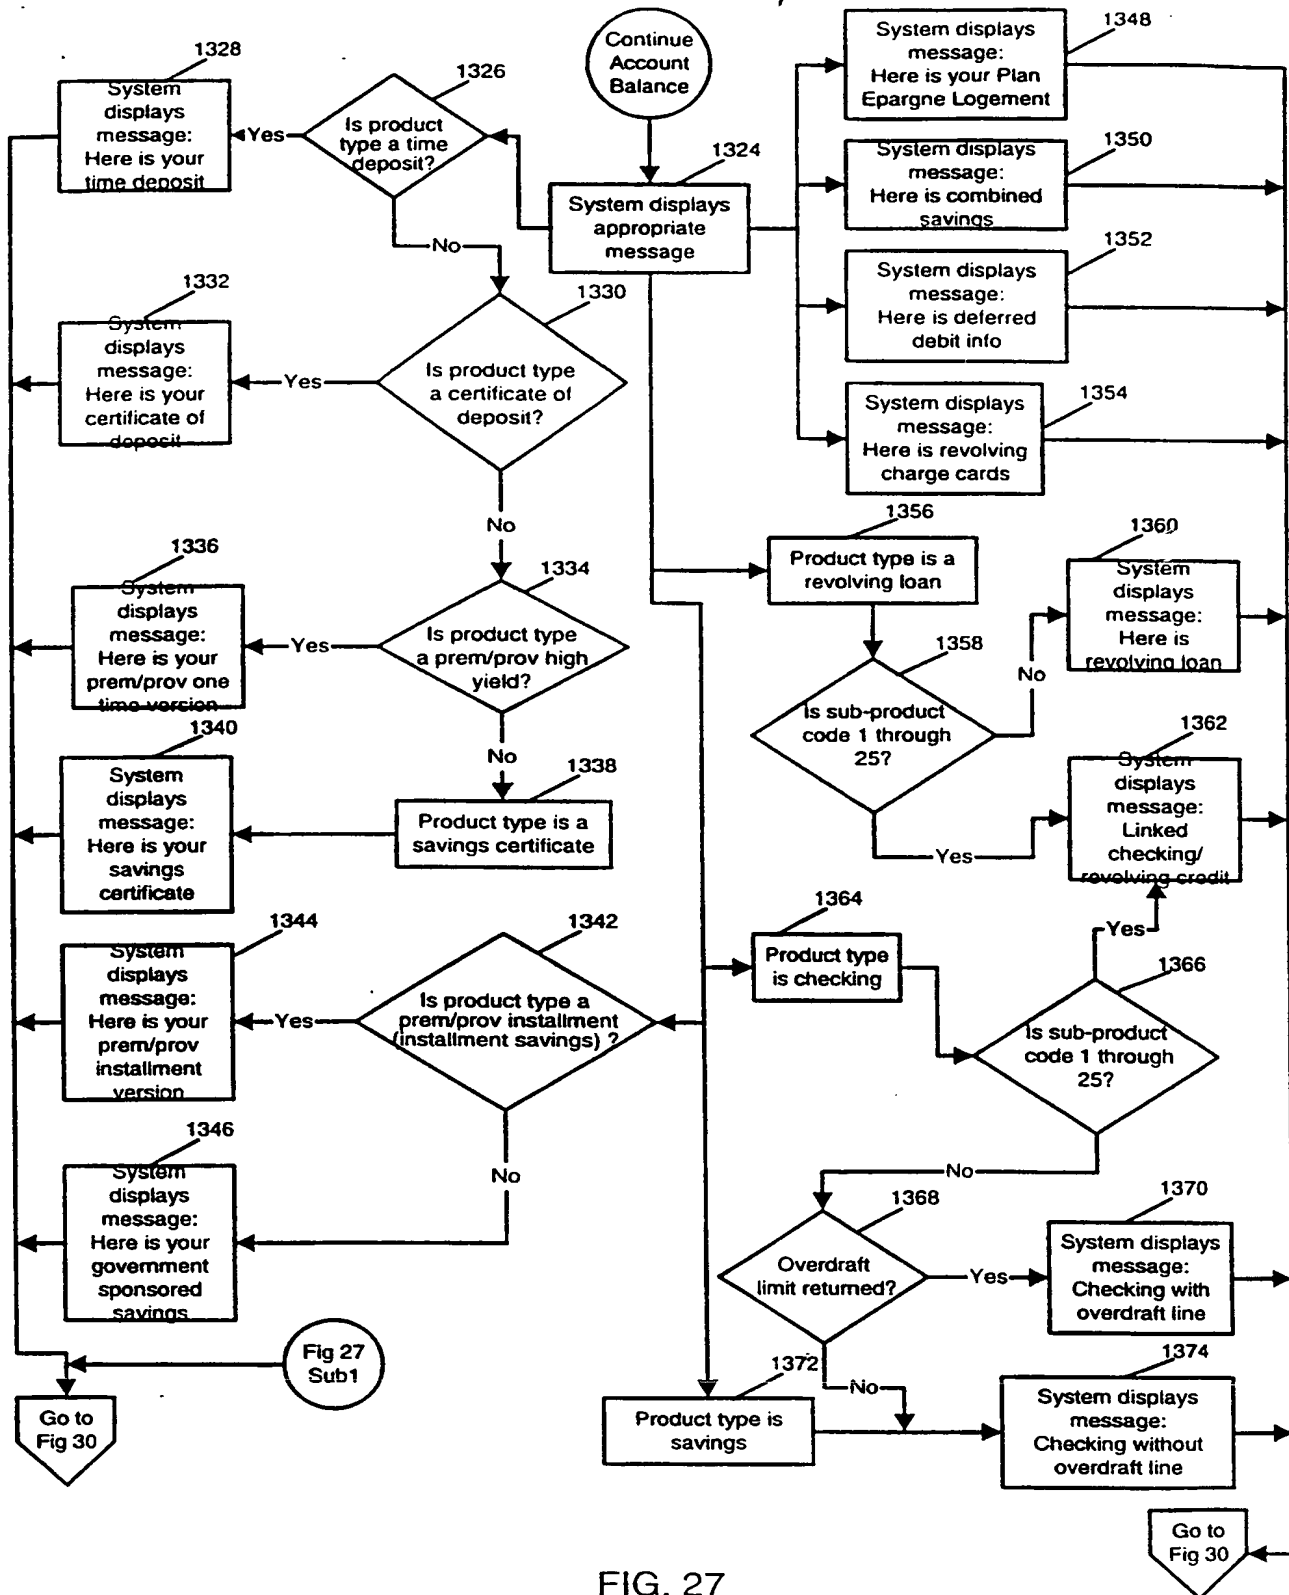 Continue
Account
Balance
1324
System displays
appropriate
message
1326
Is product
type a time
deposit?
Yes
1328
System
displays
message:
Here is your
time deposit
No
1330
Is product type
a certificate of
deposit?
Yes
1332
System
displays
message:
Here is your
certificate of
deposit
No
1334
Is product type
a prem/prov high
yield?
Yes
1336
System
displays
message:
Here is your
prem/prov one
time version
No
1338
Product type is a
savings certificate
1340
System
displays
message:
Here is your
savings
certificate
1342
Is product type a
prem/prov installment
(installment savings) ?
Yes
1344
System
displays
message:
Here is your
prem/prov
installment
version
No
1346
System
displays
message:
Here is your
government
sponsored
savings
Fig 27
Sub1
Go to
Fig 30
1348
System displays
message:
Here is your Plan
Epargne Logement
1350
System displays
message:
Here is combined
savings
1352
System displays
message:
Here is deferred
debit info
1354
System displays
message:
Here is revolving
charge cards
1356
Product type is a
revolving loan
1358
Is sub-product
code 1 through
25?
No
1360
System
displays
message:
Here is
revolving loan
Yes
1362
System
displays
message:
Linked
checking/
revolving credit
1364
Product type
is checking
1366
Is sub-product
code 1 through
25?
Yes
No
1368
Overdraft
limit returned?
Yes
1370
System displays
message:
Checking with
overdraft line
No
1372
Product type is
savings
1374
System displays
message:
Checking without
overdraft line
Go to
Fig 30
FIG. 27